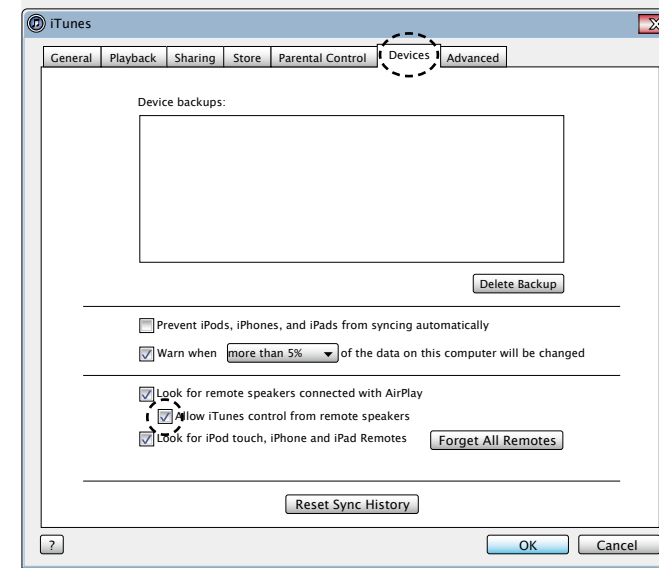 iTunes
General Playback Sharing Store Parental Control Devices Advanced
Device backups:
Delete Backup
Prevent iPods, iPhones, and iPads from syncing automatically
Warn when more than 5% of the data on this computer will be changed
Look for remote speakers connected with AirPlay
Allow iTunes control from remote speakers
Look for iPod touch, iPhone and iPad Remotes Forget All Remotes
Reset Sync History
? OK Cancel